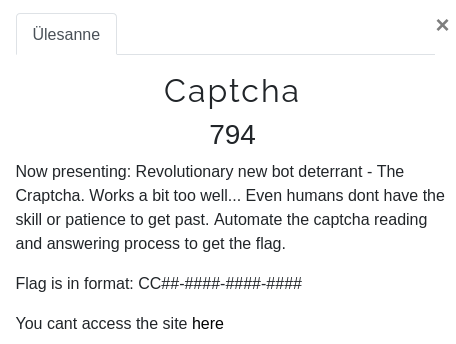 Ülesanne
×
Captcha
794
Now presenting: Revolutionary new bot deterrant - The
Craptcha. Works a bit too well... Even humans dont have the
skill or patience to get past. Automate the captcha reading
and answering process to get the flag.
Flag is in format: CC##-####-####-####
You cant access the site here